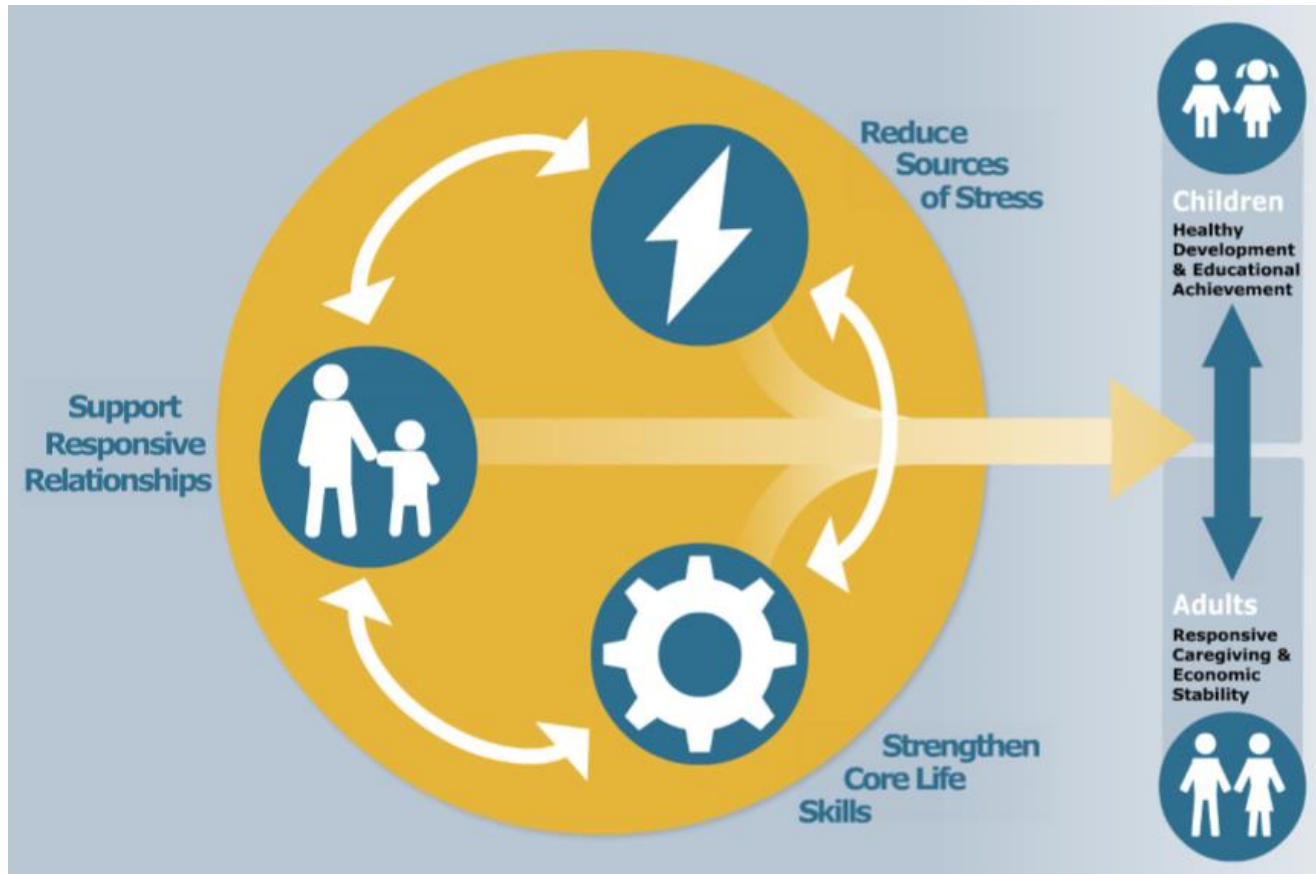 Reduce
Sources
of Stress
Support
Responsive
Relationships
Strengthen
Core Life
Skills
Children
Healthy
Development
& Educational
Achievement
Adults
Responsive
Caregiving &
Economic
Stability